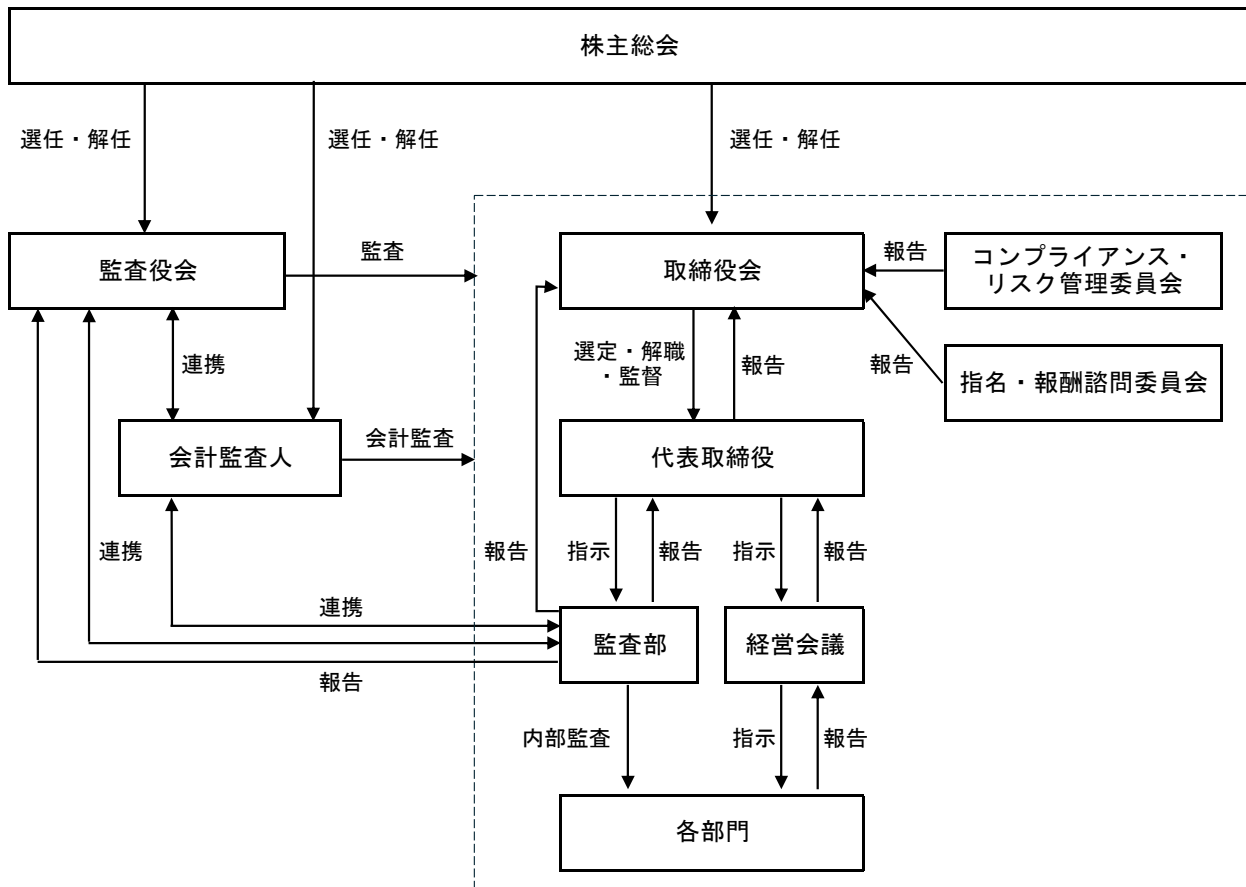 株主総会
選任・解任
選任・解任
選任・解任
監査役会
監査
取締役会
報告
コンプライアンス・
リスク管理委員会
連携
選定・解職
・監督
報告
報告
指名・報酬諮問委員会
会計監査人
会計監査
代表取締役
連携
報告
指示
報告
指示
報告
連携
監査部
経営会議
報告
内部監査
指示
報告
各部門